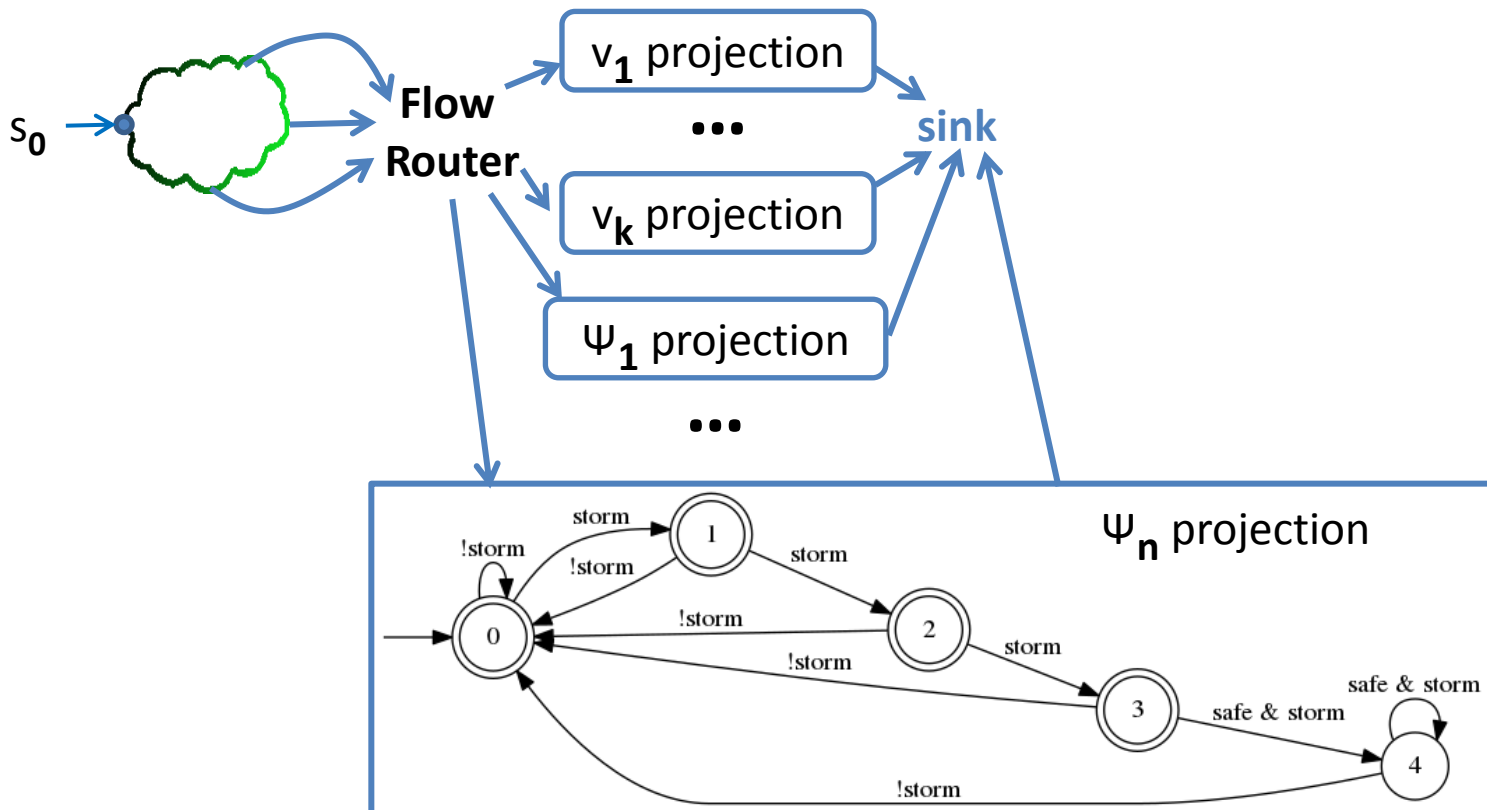 s0
Flow
Router
v1 projection
...
vk projection
Ψ1 projection
...
sink
Ψn projection
!storm
storm
!storm
0
1
storm
!storm
2
storm
!storm
3
safe & storm
safe & storm
4
!storm